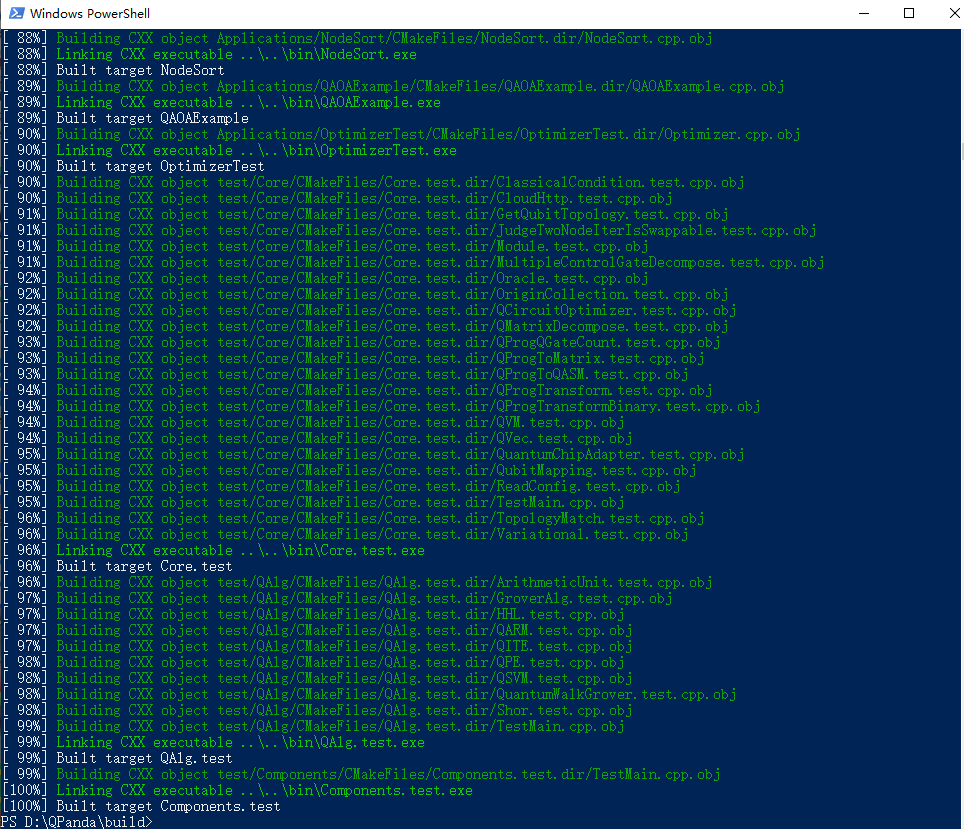 Windows PowerShell
[ 88%] Building CXX object Applications/NodeSort/CMakeFiles/NodeSort.dir/NodeSort.cpp.obj
[ 88%] Linking CXX executable ..\..\bin\NodeSort.exe
[ 88%] Built target NodeSort
[ 89%] Building CXX object Applications/QAOAExample/CMakeFiles/QAOAExample.dir/QAOAExample.cpp.obj
[ 89%] Linking CXX executable ..\..\bin\QAOAExample.exe
[ 89%] Built target QAOAExample
[ 90%] Building CXX object Applications/OptimizerTest/CMakeFiles/OptimizerTest.dir/Optimizer.cpp.obj
[ 90%] Linking CXX executable ..\..\bin\OptimizerTest.exe
[ 90%] Built target OptimizerTest
[ 90%] Building CXX object test/Core/CMakeFiles/Core.test.dir/ClassicalCondition.test.cpp.obj
[ 90%] Building CXX object test/Core/CMakeFiles/Core.test.dir/CloudHttp.test.cpp.obj
[ 91%] Building CXX object test/Core/CMakeFiles/Core.test.dir/GetQubitTopology.test.cpp.obj
[ 91%] Building CXX object test/Core/CMakeFiles/Core.test.dir/JudgeTwoNodeIterIsSwappable.test.cpp.obj
[ 91%] Building CXX object test/Core/CMakeFiles/Core.test.dir/Module.test.cpp.obj
[ 91%] Building CXX object test/Core/CMakeFiles/Core.test.dir/MultipleControlGateDecompose.test.cpp.obj
[ 92%] Building CXX object test/Core/CMakeFiles/Core.test.dir/Oracle.test.cpp.obj
[ 92%] Building CXX object test/Core/CMakeFiles/Core.test.dir/OriginCollection.test.cpp.obj
[ 92%] Building CXX object test/Core/CMakeFiles/Core.test.dir/QCircuitOptimizer.test.cpp.obj
[ 92%] Building CXX object test/Core/CMakeFiles/Core.test.dir/QMatrixDecompose.test.cpp.obj
[ 93%] Building CXX object test/Core/CMakeFiles/Core.test.dir/QProgQGateCount.test.cpp.obj
[ 93%] Building CXX object test/Core/CMakeFiles/Core.test.dir/QProgToMatrix.test.cpp.obj
[ 93%] Building CXX object test/Core/CMakeFiles/Core.test.dir/QProgToQASM.test.cpp.obj
[ 94%] Building CXX object test/Core/CMakeFiles/Core.test.dir/QProgTransform.test.cpp.obj
[ 94%] Building CXX object test/Core/CMakeFiles/Core.test.dir/QProgTransformBinary.test.cpp.obj
[ 94%] Building CXX object test/Core/CMakeFiles/Core.test.dir/QVM.test.cpp.obj
[ 94%] Building CXX object test/Core/CMakeFiles/Core.test.dir/QVec.test.cpp.obj
[ 95%] Building CXX object test/Core/CMakeFiles/Core.test.dir/QuantumChipAdapter.test.cpp.obj
[ 95%] Building CXX object test/Core/CMakeFiles/Core.test.dir/QubitMapping.test.cpp.obj
[ 95%] Building CXX object test/Core/CMakeFiles/Core.test.dir/ReadConfig.test.cpp.obj
[ 95%] Building CXX object test/Core/CMakeFiles/Core.test.dir/TestMain.cpp.obj
[ 96%] Building CXX object test/Core/CMakeFiles/Core.test.dir/TopologyMatch.test.cpp.obj
[ 96%] Building CXX object test/Core/CMakeFiles/Core.test.dir/Variational.test.cpp.obj
[ 96%] Linking CXX executable ..\..\bin\Core.test.exe
[ 96%] Built target Core.test
[ 96%] Building CXX object test/QAlg/CMakeFiles/QAlg.test.dir/ArithmeticUnit.test.cpp.obj
[ 97%] Building CXX object test/QAlg/CMakeFiles/QAlg.test.dir/GroverAlg.test.cpp.obj
[ 97%] Building CXX object test/QAlg/CMakeFiles/QAlg.test.dir/HHL.test.cpp.obj
[ 97%] Building CXX object test/QAlg/CMakeFiles/QAlg.test.dir/QARM.test.cpp.obj
[ 97%] Building CXX object test/QAlg/CMakeFiles/QAlg.test.dir/QITE.test.cpp.obj
[ 98%] Building CXX object test/QAlg/CMakeFiles/QAlg.test.dir/QPE.test.cpp.obj
[ 98%] Building CXX object test/QAlg/CMakeFiles/QAlg.test.dir/QSVM.test.cpp.obj
[ 98%] Building CXX object test/QAlg/CMakeFiles/QAlg.test.dir/QuantumWalkGrover.test.cpp.obj
[ 98%] Building CXX object test/QAlg/CMakeFiles/QAlg.test.dir/Shor.test.cpp.obj
[ 99%] Building CXX object test/QAlg/CMakeFiles/QAlg.test.dir/TestMain.cpp.obj
[ 99%] Linking CXX executable ..\..\bin\QAlg.test.exe
[ 99%] Built target QAlg.test
[ 99%] Building CXX object test/Components/CMakeFiles/Components.test.dir/TestMain.cpp.obj
[100%] Linking CXX executable ..\..\bin\Components.test.exe
[100%] Built target Components.test
PS D:\QPanda\build>